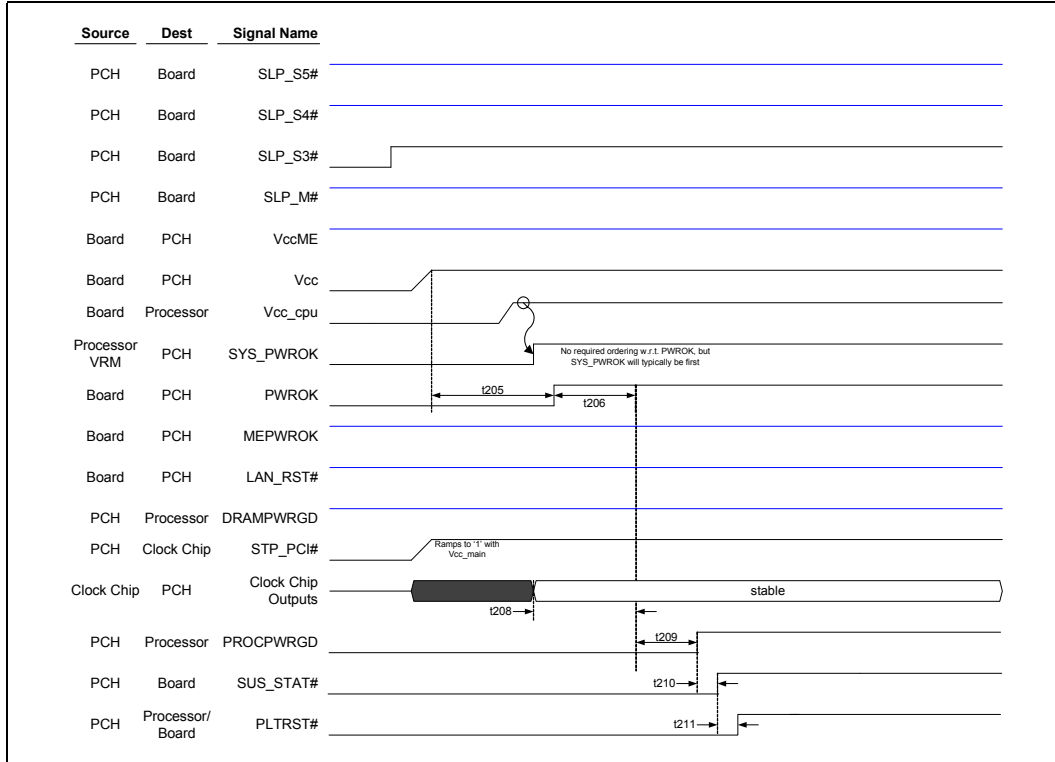 Source Dest Signal Name
PCH Board SLP_S5#
PCH Board SLP_S4#
PCH Board SLP_S3#
PCH Board SLP_M#
Board PCH VccME
Board PCH Vcc
Board Processor Vcc_cpu
Processor
VRM PCH SYS_PWROK
No required ordering w.r.t. PWROK, but
SYS_PWROK will typically be first
Board PCH PWROK
t205
t206
Board PCH MEPWROK
Board PCH LAN_RST#
PCH Processor DRAMPWRGD
PCH Clock Chip STP_PCI#
Ramps to '1' with
Vcc_main
Clock Chip PCH Clock Chip
Outputs
stable
t208
t209
PCH Processor PROCPWRGD
PCH Board SUS_STAT#
t210
PCH Processor/
Board PLTRST#
t211